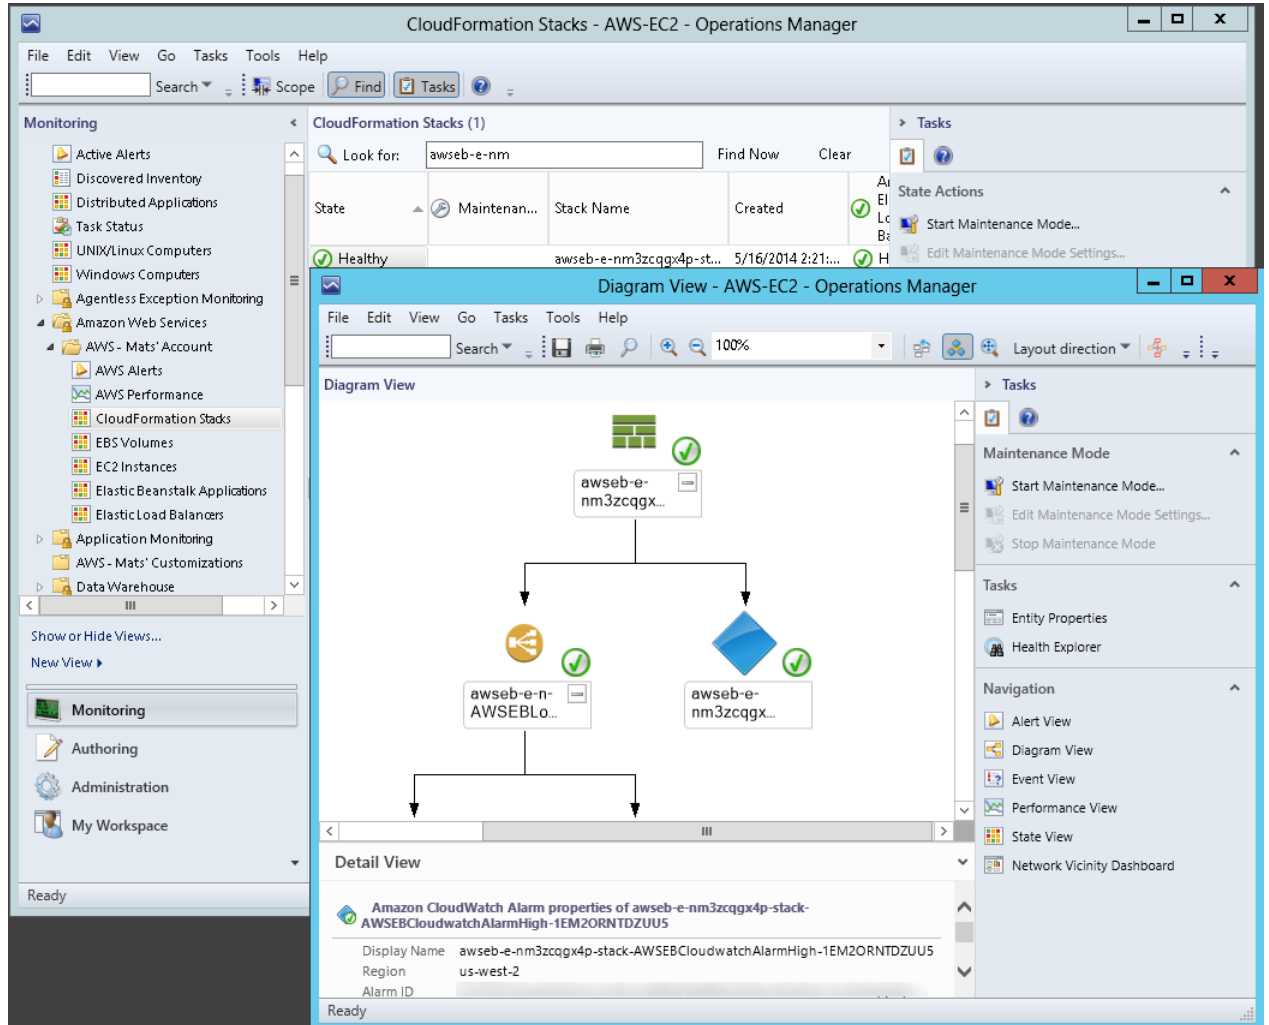 CloudFormation Stacks - AWS-EC2 - Operations Manager
File Edit View Go Tasks Tools Help
Search Scope Find Tasks
Monitoring
Active Alerts
Discovered Inventory
Distributed Applications
Task Status
UNIX/Linux Computers
Windows Computers
Agentless Exception Monitoring
Amazon Web Services
AWS - Mats' Account
AWS Alerts
AWS Performance
CloudFormation Stacks
EBS Volumes
EC2 Instances
Elastic Beanstalk Applications
Elastic Load Balancers
Application Monitoring
AWS - Mats' Customizations
Data Warehouse
Show or Hide Views...
New View
Monitoring
Authoring
Administration
My Workspace
Ready
CloudFormation Stacks (1)
Look for: awseb-e-nm Find Now Clear
State Maintenan... Stack Name Created
Healthy awseb-e-nm3zcqgx4p-st... 5/16/2014 2:21:... H
Tasks
State Actions
Start Maintenance Mode...
Edit Maintenance Mode Settings...
Diagram View - AWS-EC2 - Operations Manager
File Edit View Go Tasks Tools Help
Search 100% Layout direction
Diagram View
awseb-e-
nm3zcqgx...
awseb-e-n-
AWSEBLo...
awseb-e-
nm3zcqgx...
Detail View
Amazon CloudWatch Alarm properties of awseb-e-nm3zcqgx4p-stack-
AWSEBCloudwatchAlarmHigh-1EM2ORNTDZUU5
Display Name awseb-e-nm3zcqgx4p-stack-AWSEBCloudwatchAlarmHigh-1EM2ORNTDZUU5
Region us-west-2
Alarm ID
Tasks
Maintenance Mode
Start Maintenance Mode...
Edit Maintenance Mode Settings...
Stop Maintenance Mode
Tasks
Entity Properties
Health Explorer
Navigation
Alert View
Diagram View
Event View
Performance View
State View
Network Vicinity Dashboard
Ready